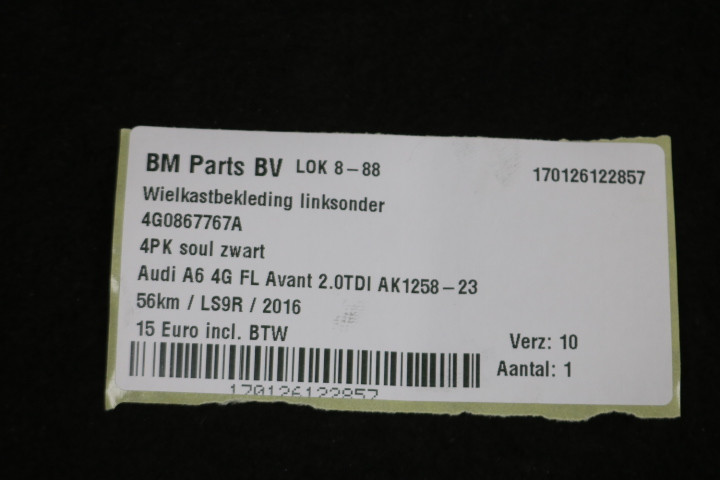 BM Parts BV LOK 8-88 170126122857
Wielkastbekleding linksonder
4G0867767A
4PK soul zwart
Audi A6 4G FL Avant 2.0TDI AK1258-23
56km / LS9R / 2016
15 Euro incl. BTW Verz: 10
Aantal: 1
170126122857